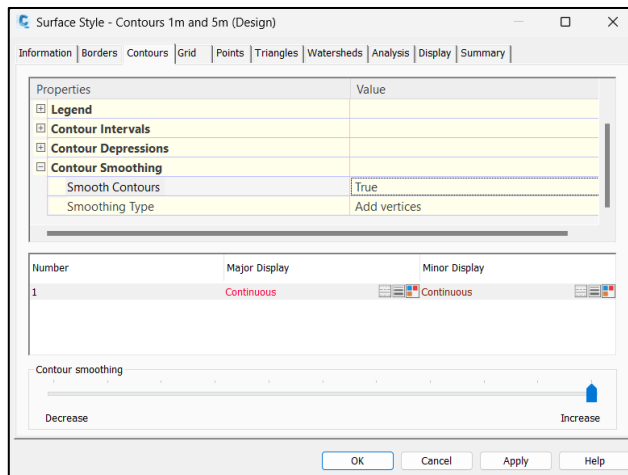 Surface Style - Contours 1m and 5m (Design)
Information Borders Contours Grid Points Triangles Watersheds Analysis Display Summary
Properties Value
Legend
Contour Intervals
Contour Depressions
Contour Smoothing
Smooth Contours True
Smoothing Type Add vertices
Number Major Display Minor Display
1 Continuous Continuous
Contour smoothing
Decrease Increase
OK Cancel Apply Help